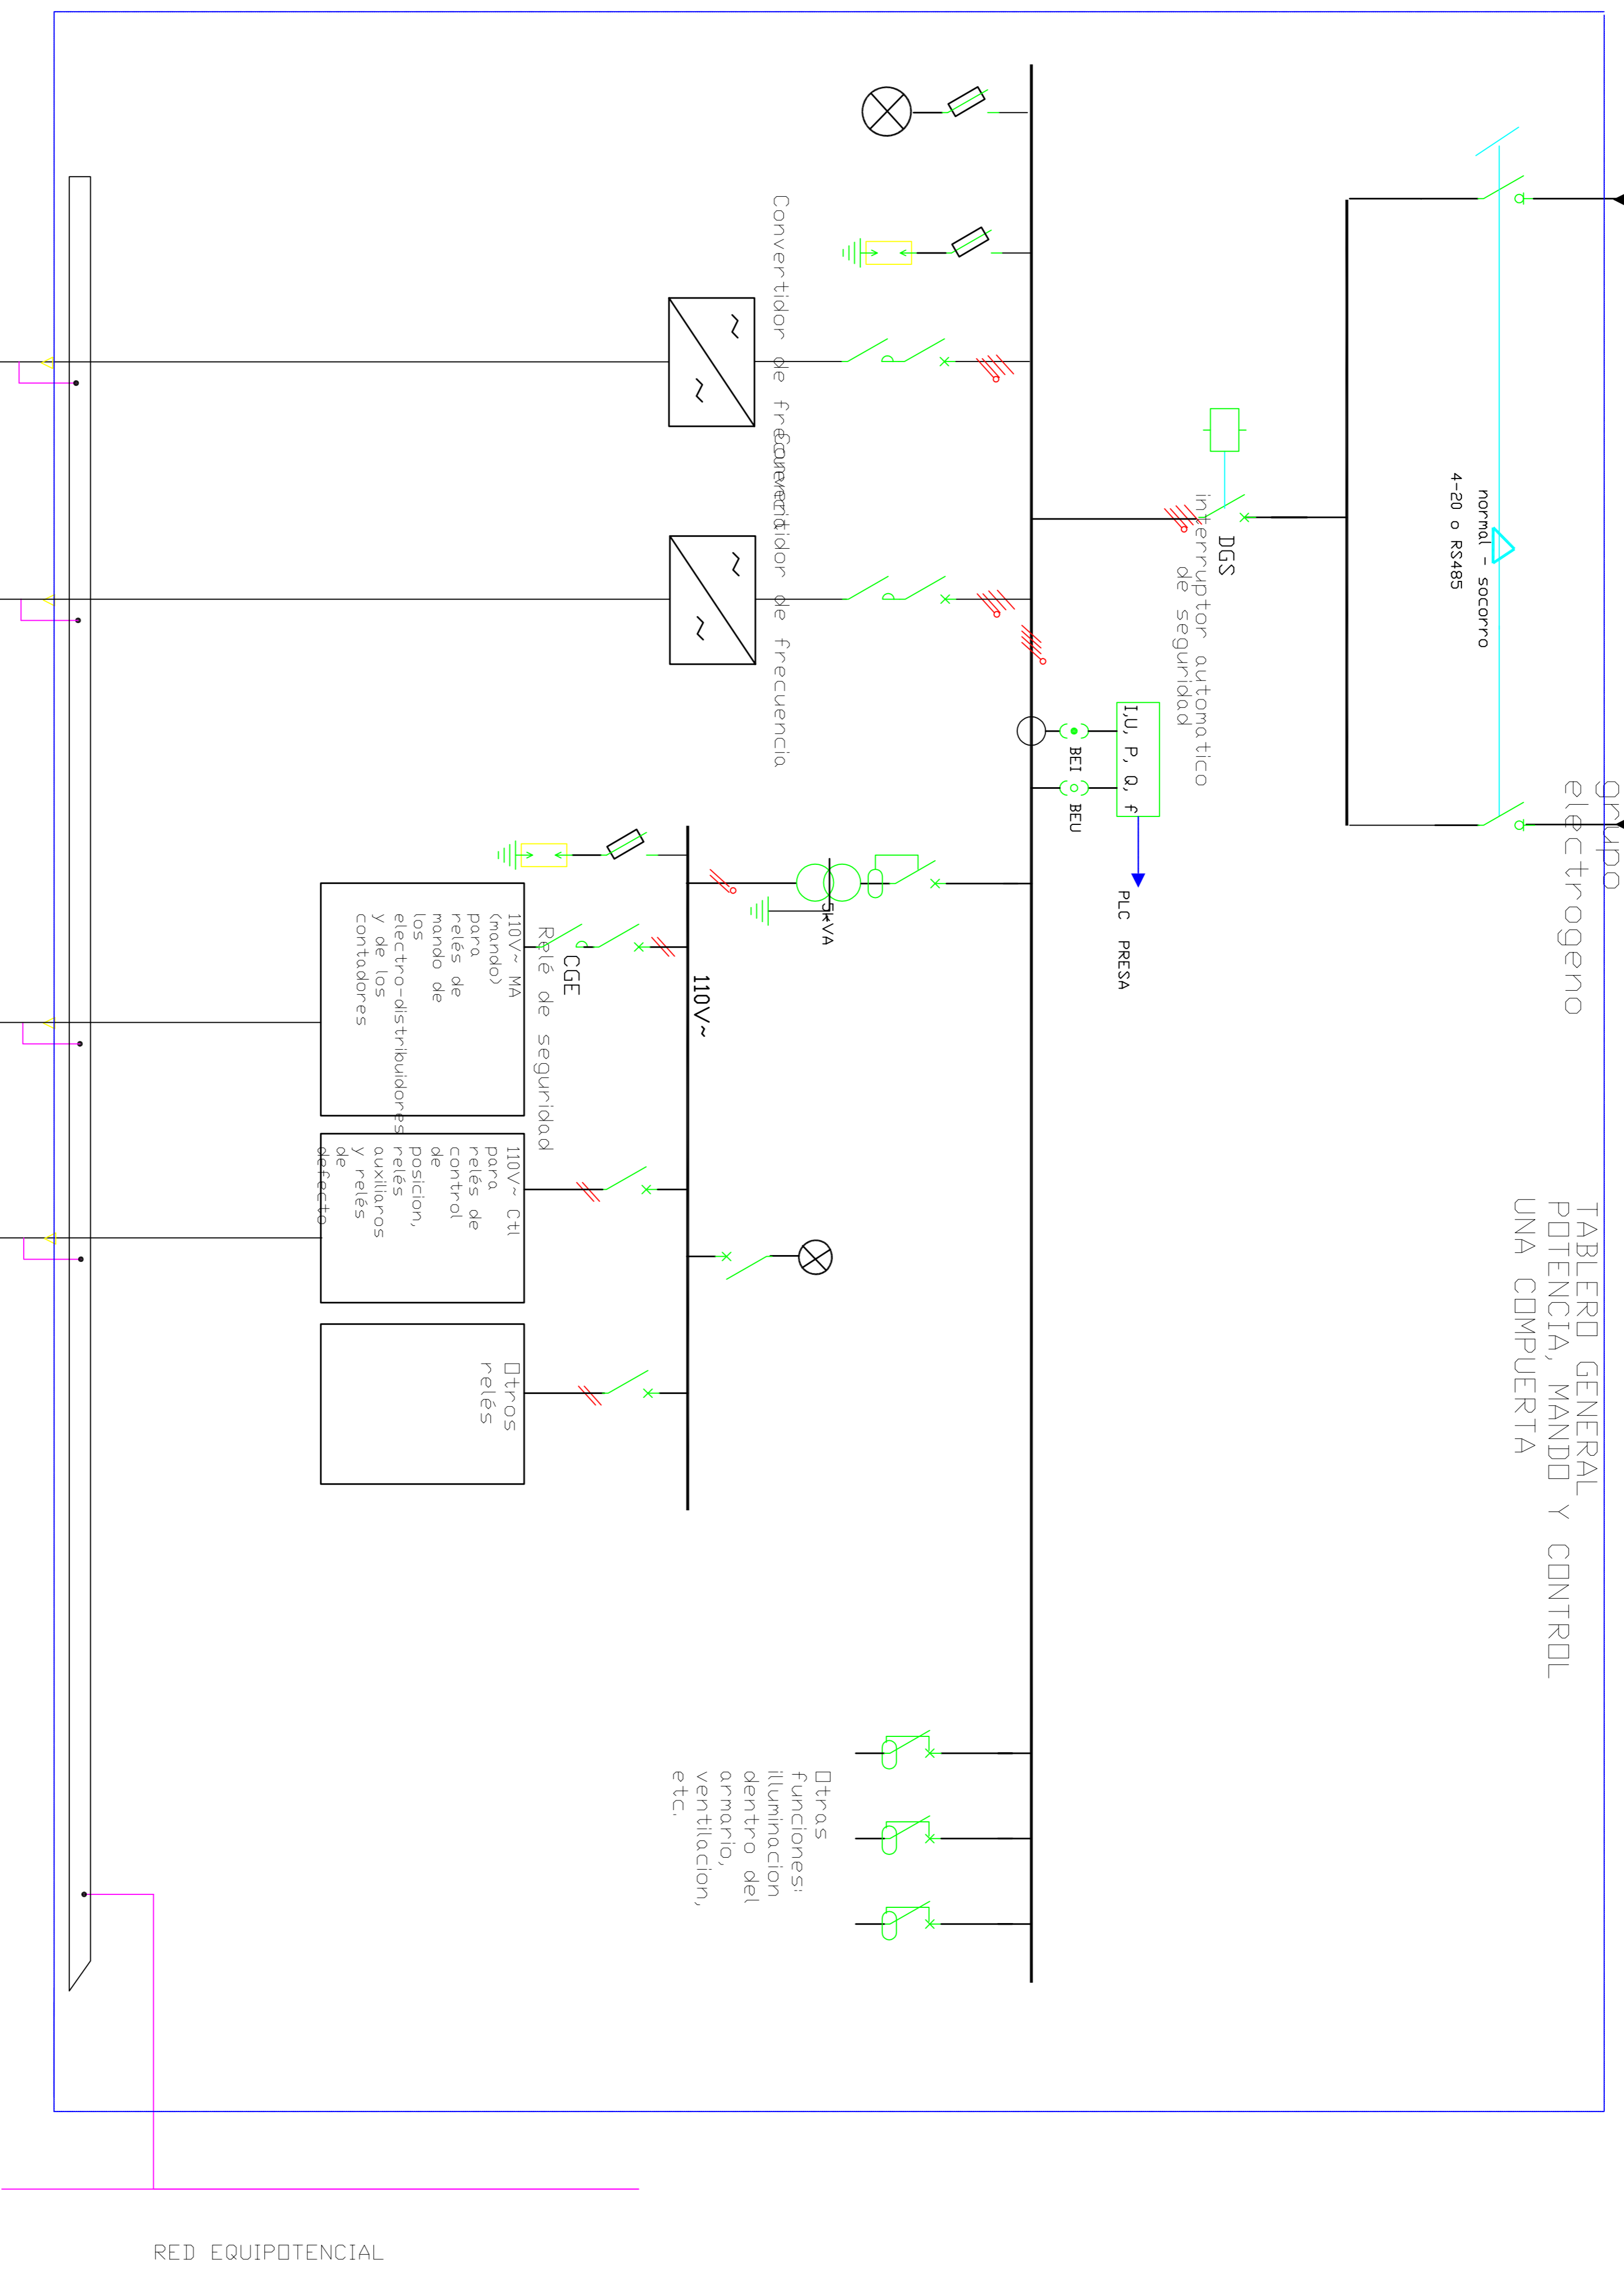 grupo
electrogeno
TABLERO GENERAL
POTENCIA, MANDO Y CONTROL
UNA COMPUERTA
normal - socorro
4-20 o RS485
DGS
interruptor automatico
de seguridad
I,U, P, Q, f
BEI
BEU
PLC PRESA
Convertidor de frecuencia
Convertidor de frecuencia
5kVA
110V~
CGE
Relé de seguridad
110V~ MA
(mando)
para
relés de
mando de
los
electro-distribuidores
y de los
contadores
110V~ Ctl
para
relés de
control
de
posicion,
relés
auxiliaros
y relés
de
defecto
Otros
relés
Otras
funciones:
illuminacion
dentro del
armario,
ventilacion,
etc.
RED EQUIPOTENCIAL